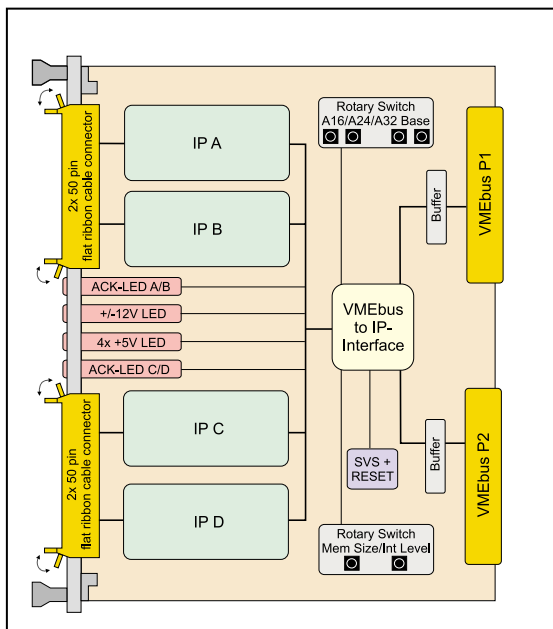 2x 50 pin
flat ribbon cable connector
IP A
IP B
ACK-LED A/B
+/-12V LED
4x +5V LED
ACK-LED C/D
2x 50 pin
flat ribbon cable connector
IP C
IP D
Rotary Switch
A16/A24/A32 Base
VMEbus
to IP-
Interface
SVS +
RESET
Rotary Switch
Mem Size/Int Level
Buffer
VMEbus P1
Buffer
VMEbus P2